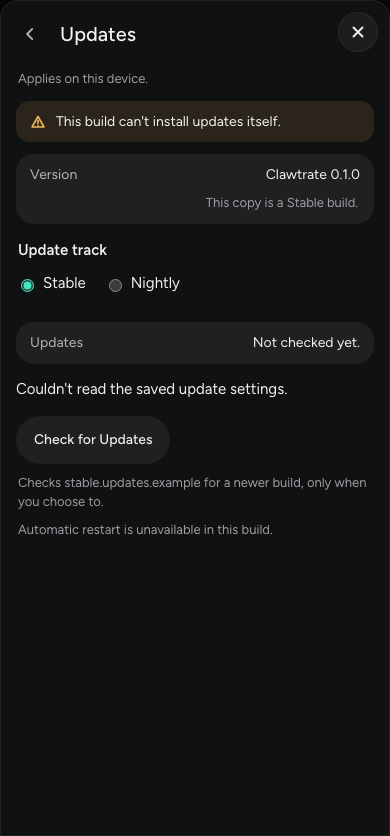 Updates
Applies on this device.
This build can't install updates itself.
Version
Clawtrate 0.1.0
This copy is a Stable build.
Update track
Stable
Nightly
Updates
Not checked yet.
Couldn't read the saved update settings.
Check for Updates
Checks stable.updates.example for a newer build, only when
you choose to.
Automatic restart is unavailable in this build.